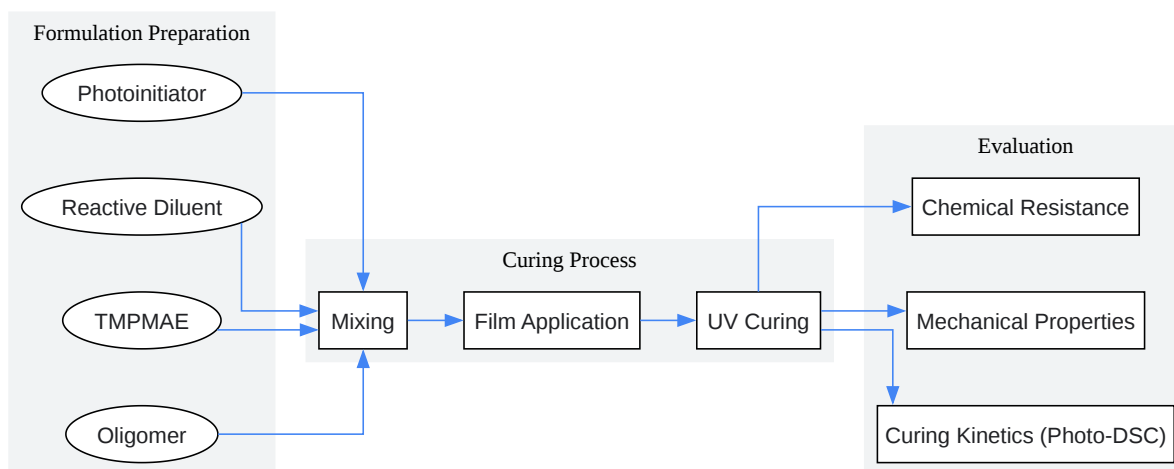 Formulation Preparation
Photoinitiator
Reactive Diluent
TMPMAE
Oligomer
Curing Process
Mixing
Film Application
UV Curing
Evaluation
Chemical Resistance
Mechanical Properties
Curing Kinetics (Photo-DSC)